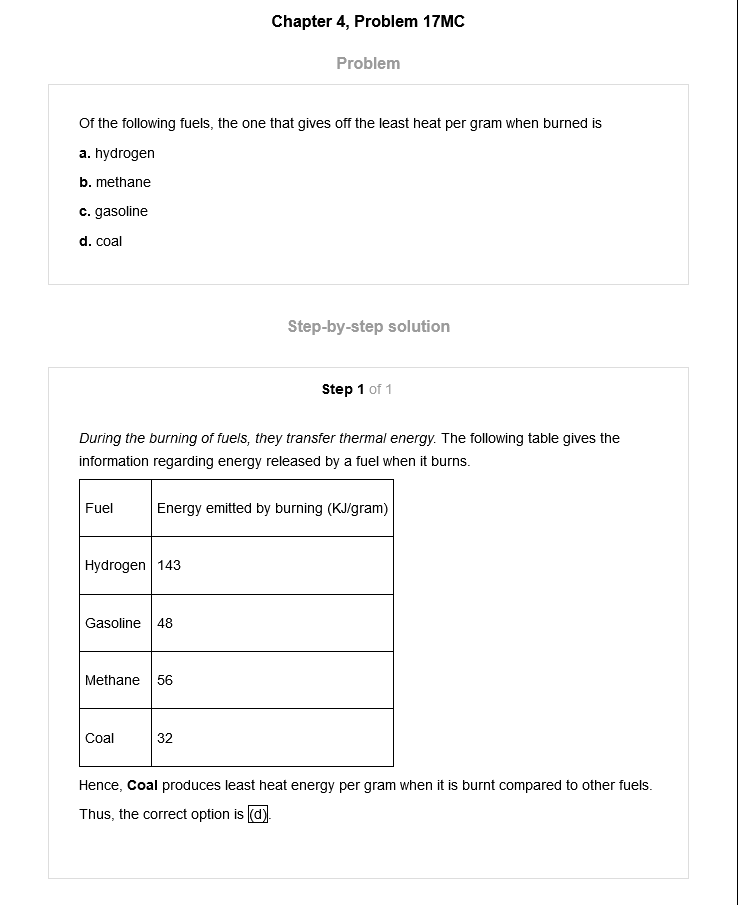 Chapter 4, Problem 17MC
Problem
Of the following fuels, the one that gives off the least heat per gram when burned is
a. hydrogen
b. methane
c. gasoline
d. coal
Step-by-step solution
Step 1 of 1
During the burning of fuels, they transfer thermal energy. The following table gives the
information regarding energy released by a fuel when it burns.
Fuel Energy emitted by burning (KJ/gram)
Hydrogen 143
Gasoline 48
Methane 56
Coal 32
Hence, Coal produces least heat energy per gram when it is burnt compared to other fuels.
Thus, the correct option is (d).